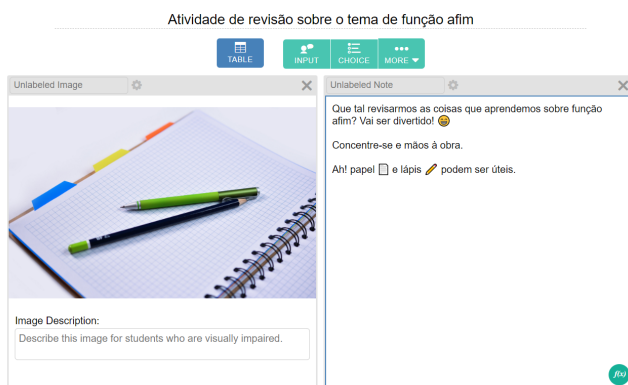 Atividade de revisão sobre o tema de função afim
TABLE
INPUT
CHOICE
MORE
Unlabeled Image
Unlabeled Note
Que tal revisarmos as coisas que aprendemos sobre função
afim? Vai ser divertido! 😄
Concentre-se e mãos à obra.
Ah! papel 📄 e lápis ✏️ podem ser úteis.
Image Description:
Describe this image for students who are visually impaired.
f(x)